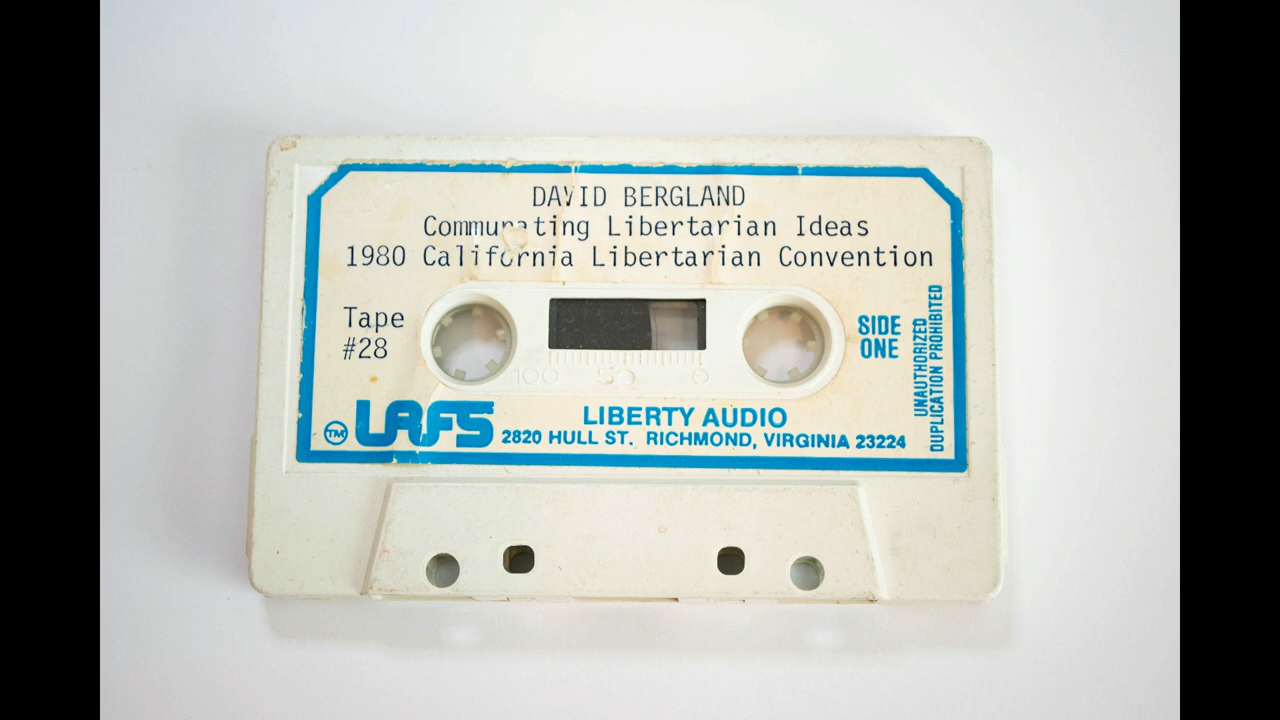 DAVID BERGLAND
Communating Libertarian Ideas
1980 California Libertarian Convention
Tape
#28
SIDE
ONE
UNAUTHORIZED
DUPLICATION PROHIBITED
100 50 0
TM LAFS
LIBERTY AUDIO
2820 HULL ST. RICHMOND, VIRGINIA 23224